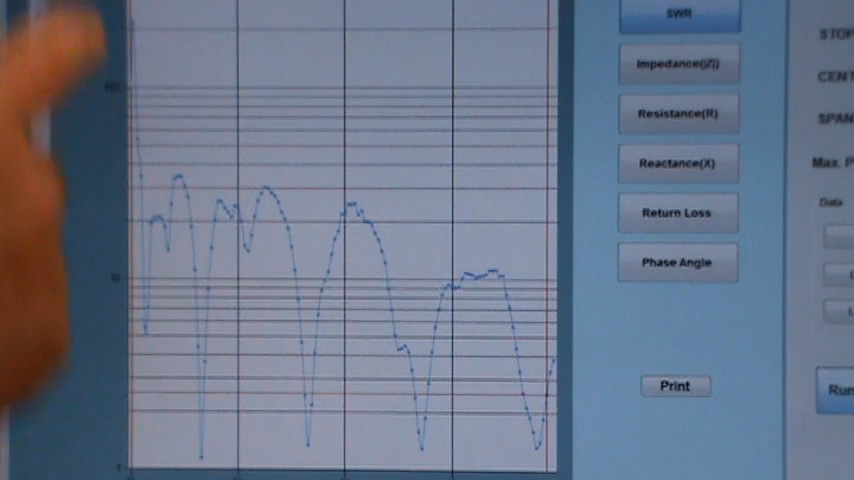 SWR
Impedance(|Z|)
Resistance(R)
Reactance(X)
Return Loss
Phase Angle
Print
STOP
CENT
SPAN
Max. P
Data
Run
100
10
1